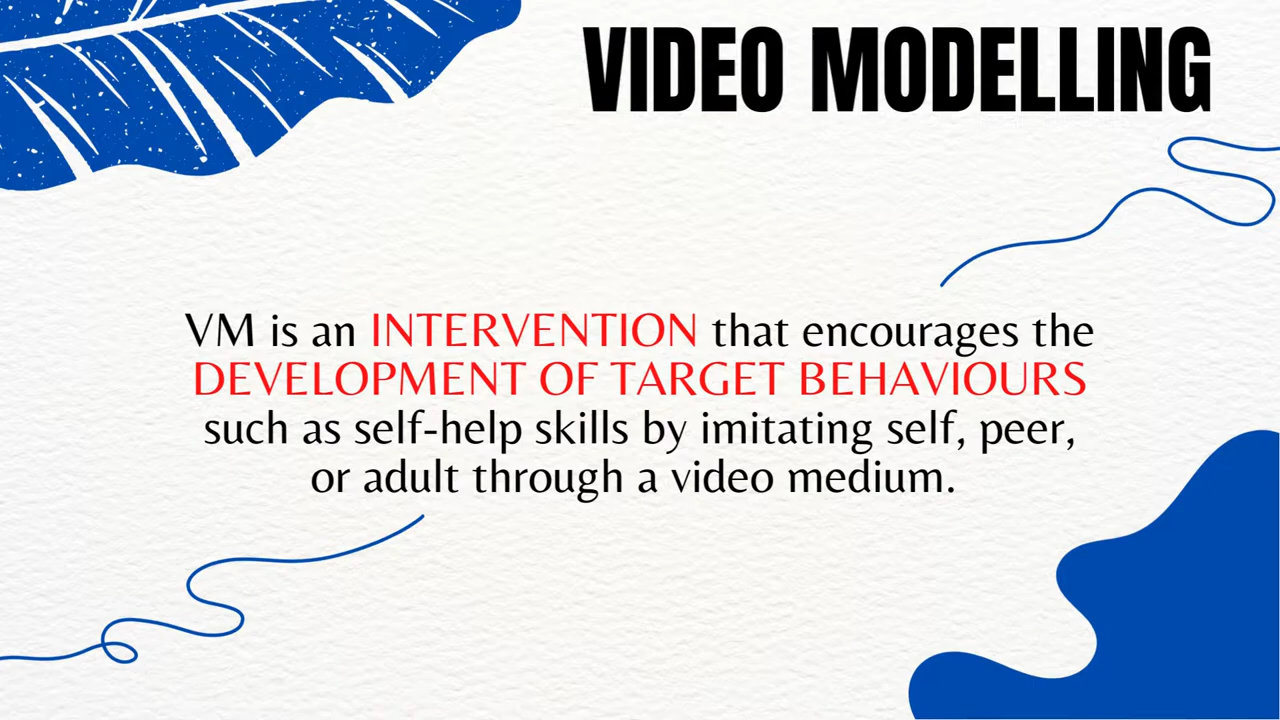 VIDEO MODELLING
VM is an INTERVENTION that encourages the
DEVELOPMENT OF TARGET BEHAVIOURS
such as self-help skills by imitating self, peer,
or adult through a video medium.